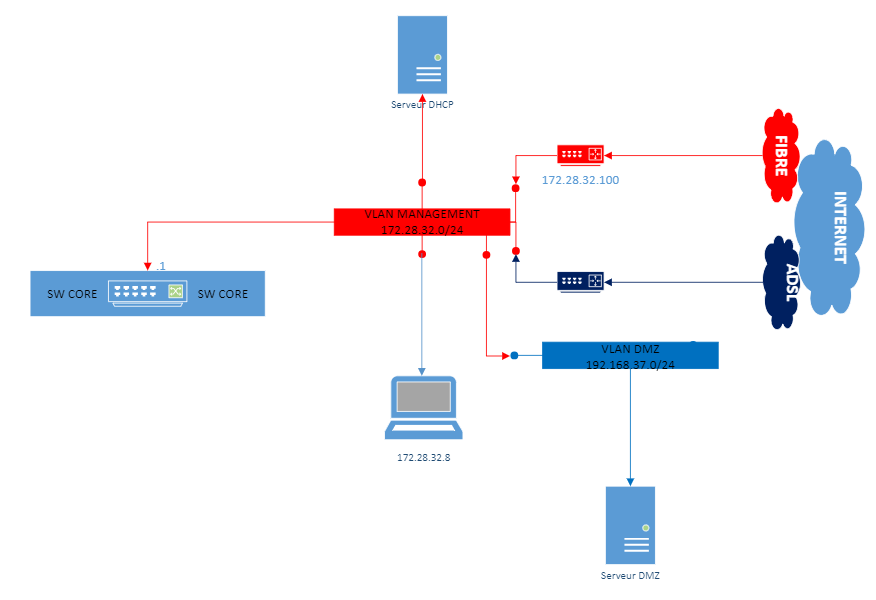 Serveur DHCP
FIBRE
172.28.32.100
INTERNET
VLAN MANAGEMENT
172.28.32.0/24
.1
SW CORE
SW CORE
ADSL
VLAN DMZ
192.168.37.0/24
172.28.32.8
Serveur DMZ